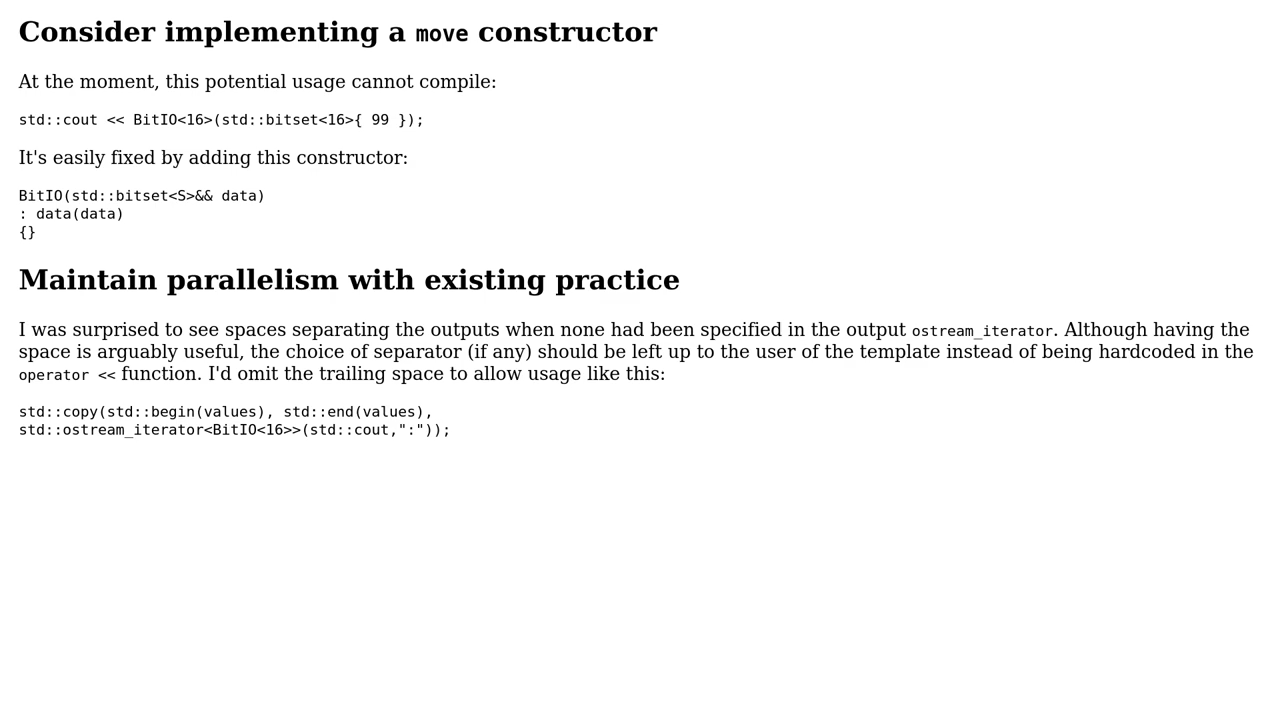 Consider implementing a move constructor
At the moment, this potential usage cannot compile:
std::cout << BitIO<16>(std::bitset<16>{ 99 });
It's easily fixed by adding this constructor:
BitIO(std::bitset<S>&& data)
: data(data)
{}
Maintain parallelism with existing practice
I was surprised to see spaces separating the outputs when none had been specified in the output ostream_iterator. Although having the
space is arguably useful, the choice of separator (if any) should be left up to the user of the template instead of being hardcoded in the
operator << function. I'd omit the trailing space to allow usage like this:
std::copy(std::begin(values), std::end(values),
std::ostream_iterator<BitIO<16>>(std::cout,":"));